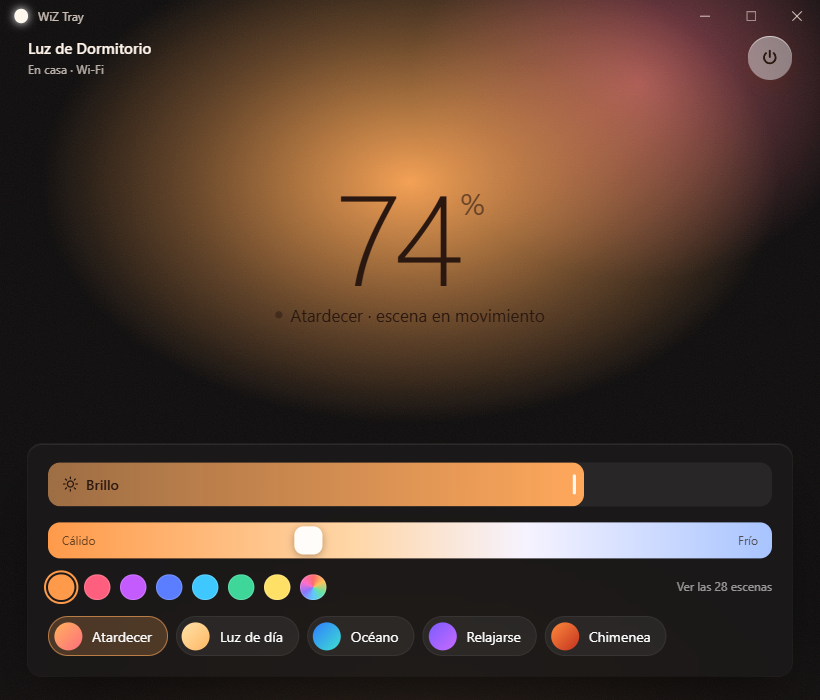 WiZ Tray
Luz de Dormitorio
En casa · Wi-Fi
74%
Atardecer · escena en movimiento
Brillo
Cálido
Frío
Ver las 28 escenas
Atardecer
Luz de día
Océano
Relajarse
Chimenea